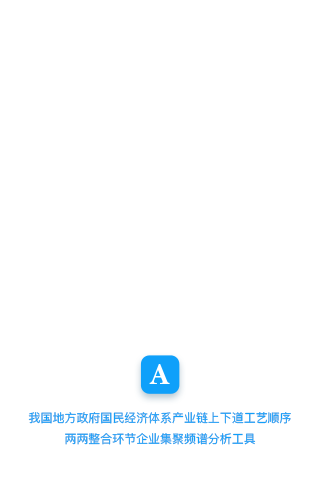 A
我国地方政府国民经济体系产业链上下道工艺顺序
两两整合环节企业集聚频谱分析工具